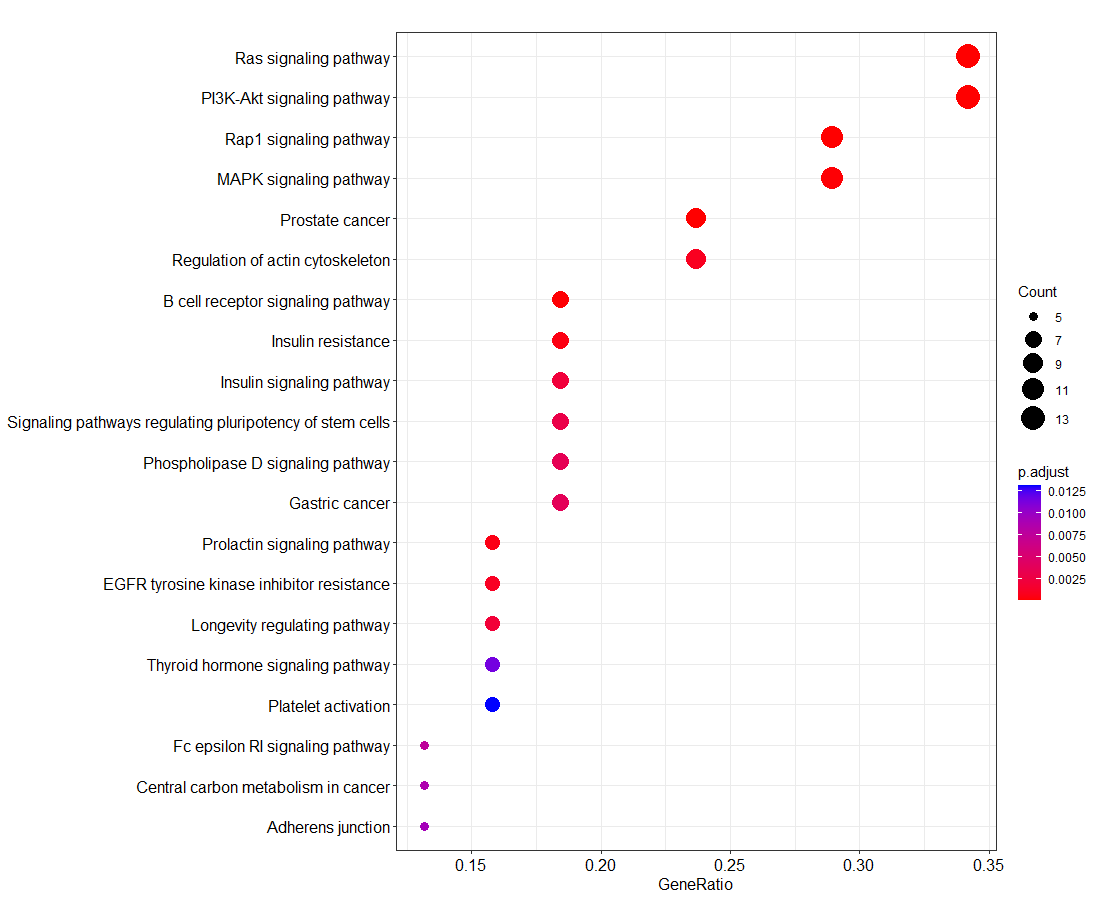 Ras signaling pathway
PI3K-Akt signaling pathway
Rap1 signaling pathway
MAPK signaling pathway
Prostate cancer
Regulation of actin cytoskeleton
B cell receptor signaling pathway
Insulin resistance
Insulin signaling pathway
Signaling pathways regulating pluripotency of stem cells
Phospholipase D signaling pathway
Gastric cancer
Prolactin signaling pathway
EGFR tyrosine kinase inhibitor resistance
Longevity regulating pathway
Thyroid hormone signaling pathway
Platelet activation
Fc epsilon RI signaling pathway
Central carbon metabolism in cancer
Adherens junction
0.15 0.20 0.25 0.30 0.35
GeneRatio
Count
5
7
9
11
13
p.adjust
0.0125
0.0100
0.0075
0.0050
0.0025